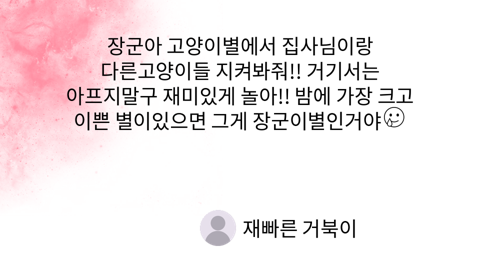 장군아 고양이별에서 집사님이랑
다른고양이들 지켜봐줘!! 거기서는
아프지말구 재미있게 놀아!! 밤에 가장 크고
이쁜 별이있으면 그게 장군이별인거야🥲
재빠른 거북이